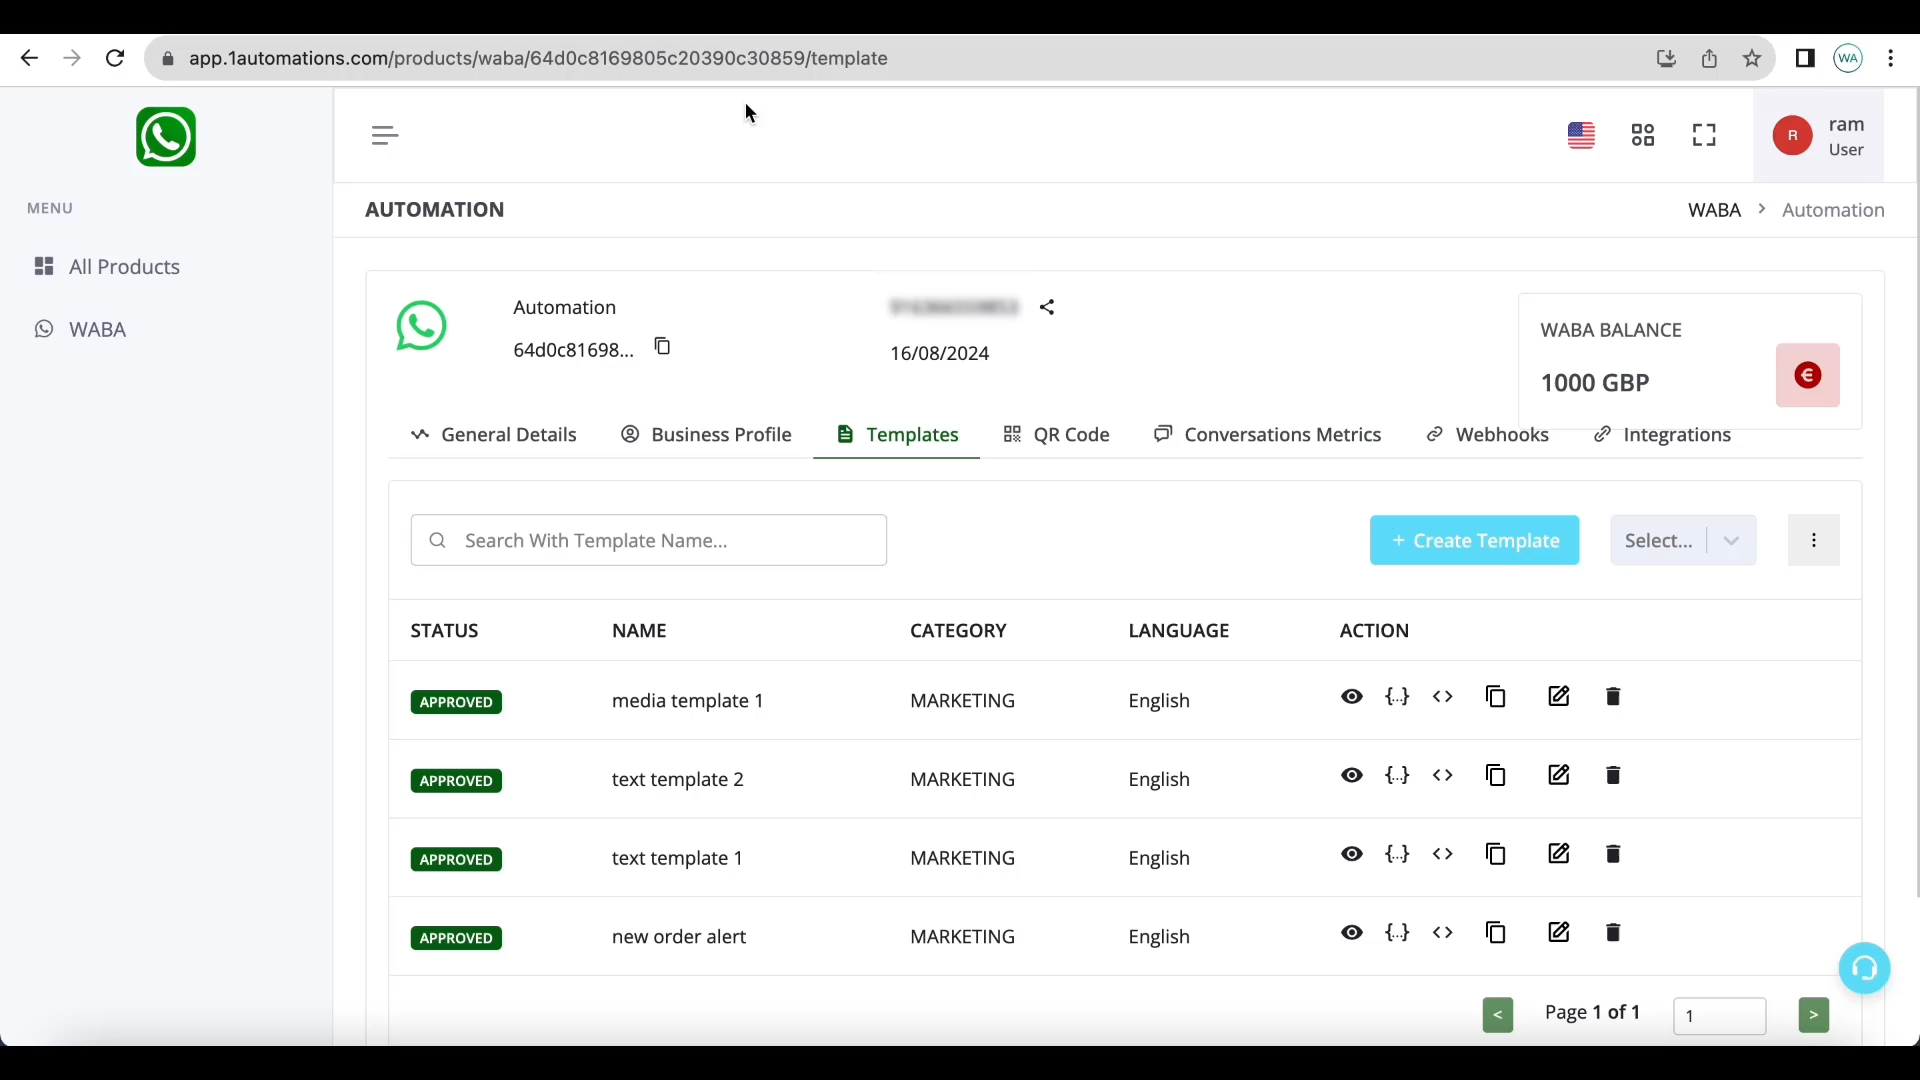 app.1automations.com/products/waba/64d0c8169805c20390c30859/template
WA
MENU
All Products
WABA
R
ram
User
AUTOMATION
WABA > Automation
Automation
64d0c81698...
16/08/2024
WABA BALANCE
1000 GBP
€
General Details
Business Profile
Templates
QR Code
Conversations Metrics
Webhooks
Integrations
Search With Template Name...
+ Create Template
Select...
STATUS NAME CATEGORY LANGUAGE ACTION
APPROVED media template 1 MARKETING English {..} <>
APPROVED text template 2 MARKETING English {..} <>
APPROVED text template 1 MARKETING English {..} <>
APPROVED new order alert MARKETING English {..} <>
< Page 1 of 1 1 >